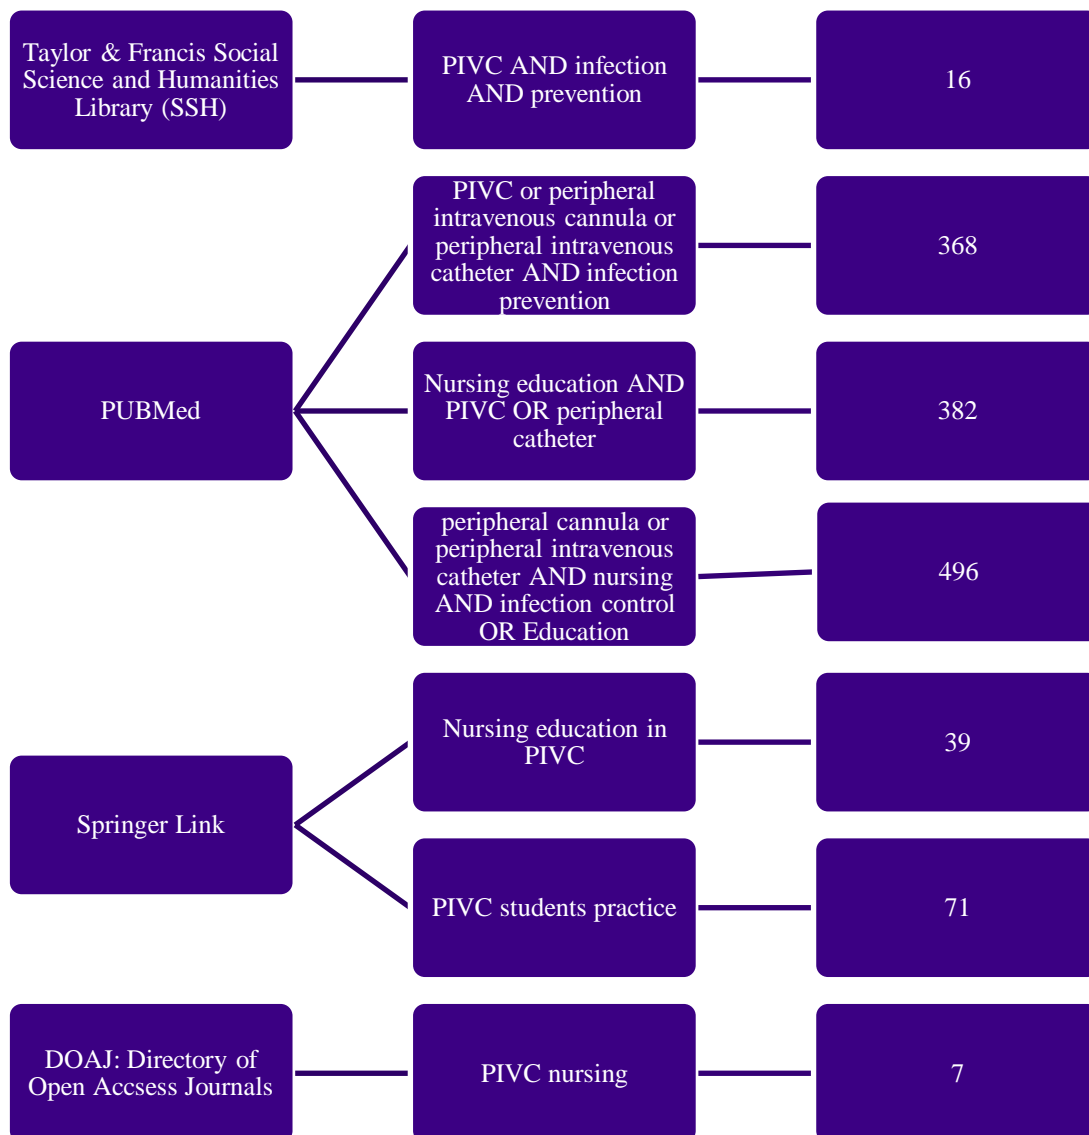 Taylor & Francis Social
Science and Humanities
Library (SSH)
PIVC AND infection
AND prevention
16
PUBMed
PIVC or peripheral
intravenous cannula or
peripheral intravenous
catheter AND infection
prevention
368
Nursing education AND
PIVC OR peripheral
catheter
382
peripheral cannula or
peripheral intravenous
catheter AND nursing
AND infection control
OR Education
496
Springer Link
Nursing education in
PIVC
39
PIVC students practice
71
DOAJ: Directory of
Open Accsess Journals
PIVC nursing
7